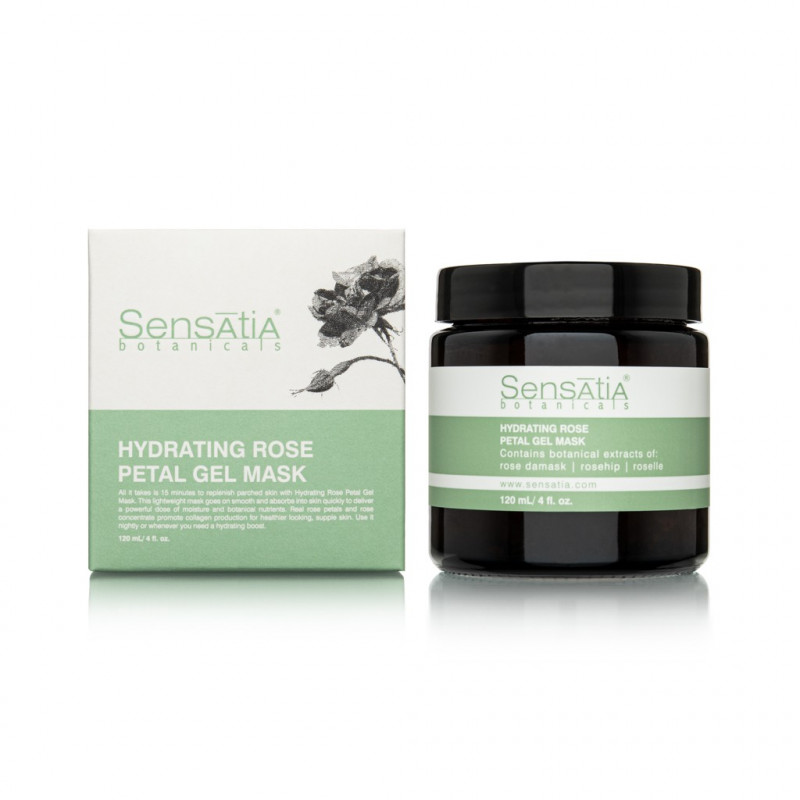 SensĀtiA®
botanicals
HYDRATING ROSE
PETAL GEL MASK
All it takes is 15 minutes to replenish parched skin with Hydrating Rose Petal Gel
Mask. This lightweight mask goes on smooth and absorbs into skin quickly to deliver
a powerful dose of moisture and botanical nutrients. Real rose petals and rose
concentrate promote collagen production for healthier looking, supple skin. Use it
nightly or whenever you need a hydrating boost.
120 mL/ 4 fl. oz.
SensĀtiA®
botanicals
HYDRATING ROSE
PETAL GEL MASK
Contains botanical extracts of:
rose damask | rosehip | roselle
www.sensatia.com
120 mL/ 4 fl. oz.